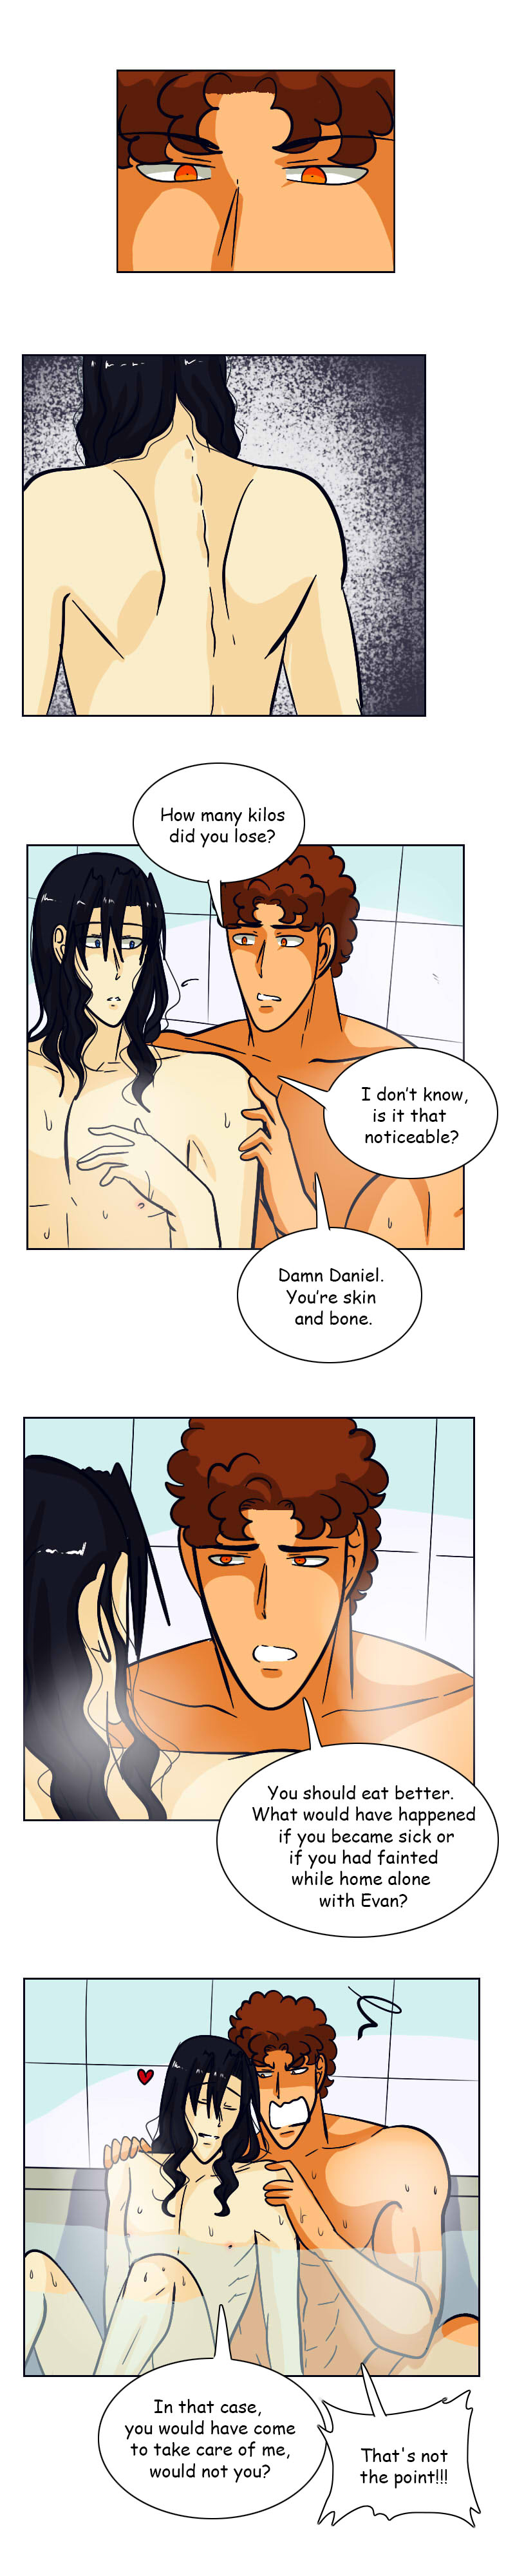 How many kilos
did you lose?
I don't know,
is it that
noticeable?
Damn Daniel.
You're skin
and bone.
You should eat better.
What would have happened
if you became sick or
if you had fainted
while home alone
with Evan?
In that case,
you would have come
to take care of me,
would not you?
That's not
the point!!!